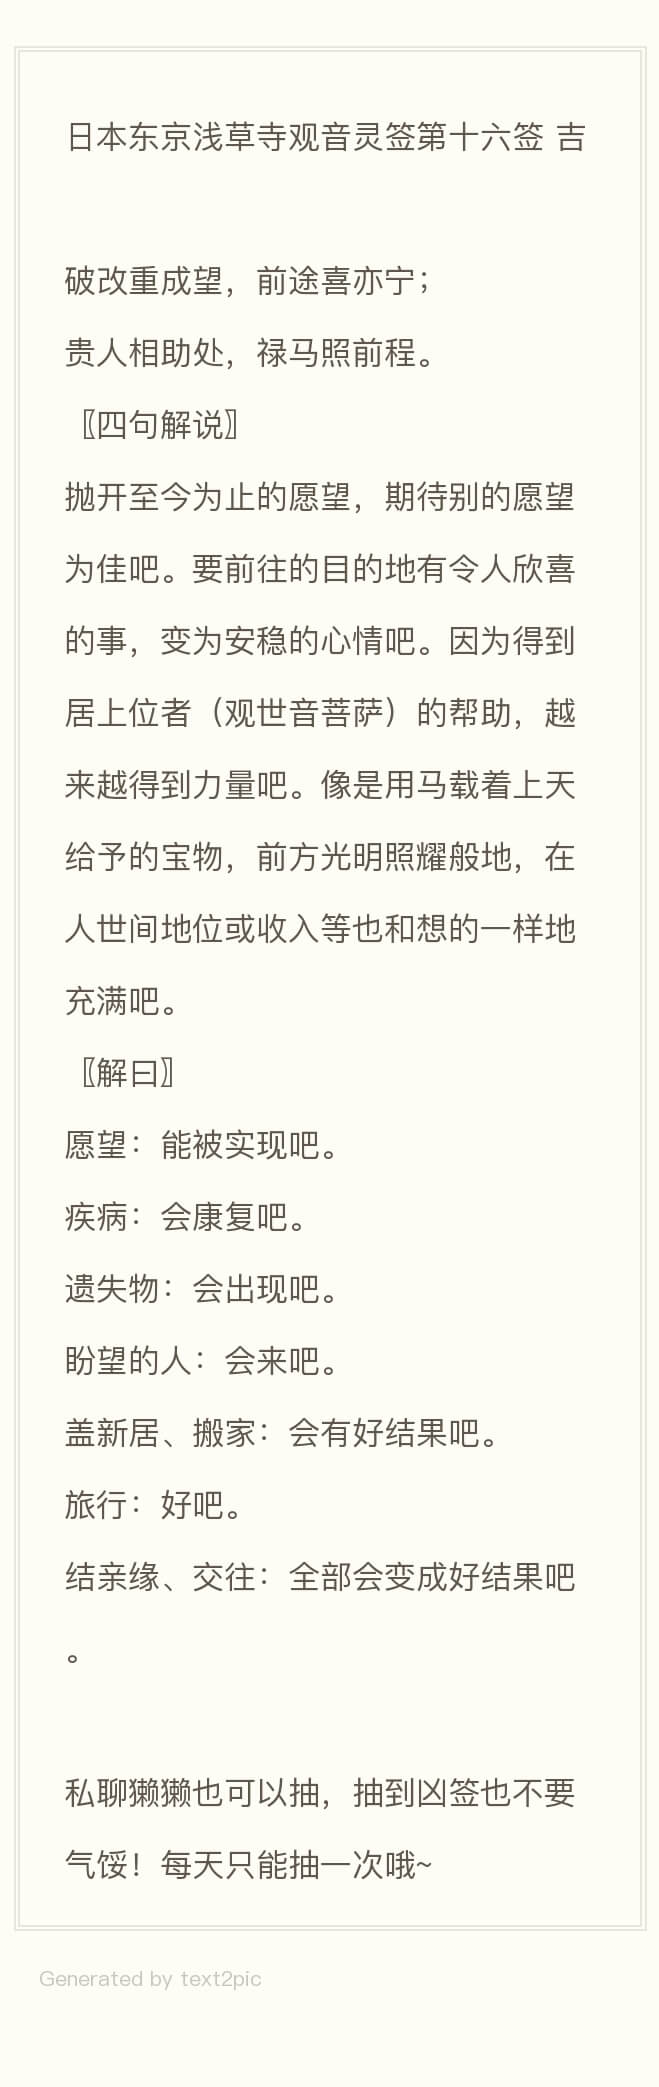 日本东京浅草寺观音灵签第十六签 吉
破改重成望，前途喜亦宁；
贵人相助处，禄马照前程。
〖四句解说〗
抛开至今为止的愿望，期待别的愿望
为佳吧。要前往的目的地有令人欣喜
的事，变为安稳的心情吧。因为得到
居上位者（观世音菩萨）的帮助，越
来越得到力量吧。像是用马载着上天
给予的宝物，前方光明照耀般地，在
人世间地位或收入等也和想的一样地
充满吧。
〖解曰〗
愿望：能被实现吧。
疾病：会康复吧。
遗失物：会出现吧。
盼望的人：会来吧。
盖新居、搬家：会有好结果吧。
旅行：好吧。
结亲缘、交往：全部会变成好结果吧
。
私聊獭獭也可以抽，抽到凶签也不要
气馁！每天只能抽一次哦~
Generated by text2pic